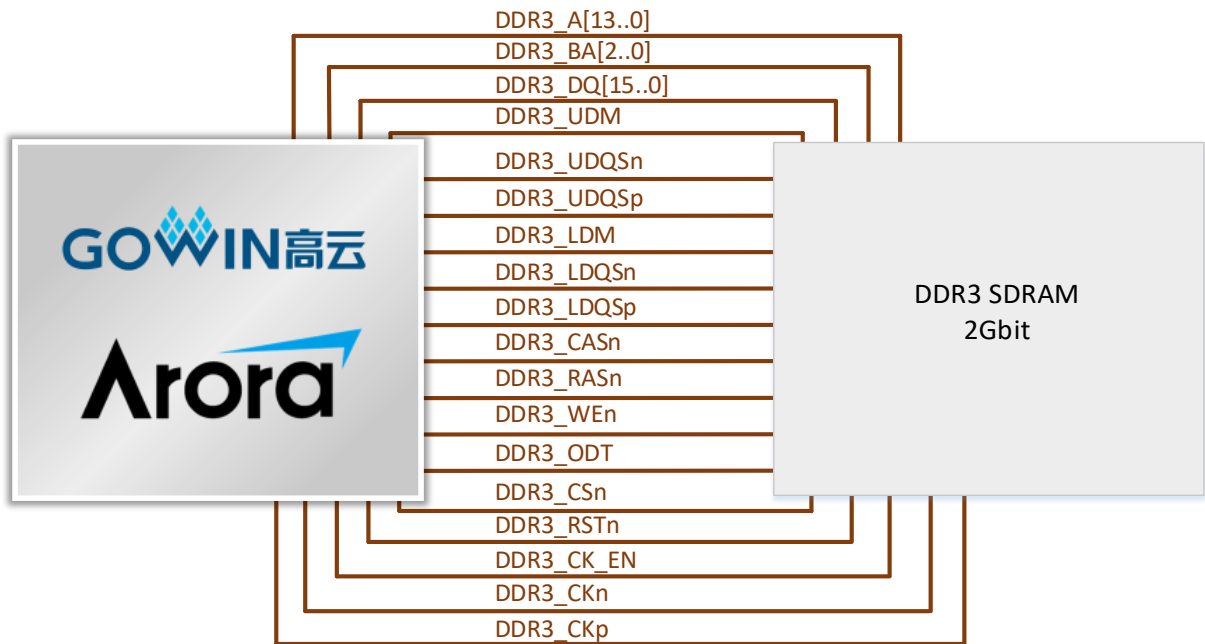 DDR3_A[13..0]
DDR3_BA[2..0]
DDR3_DQ[15..0]
DDR3_UDM
DDR3_UDQSn
DDR3_UDQSp
DDR3_LDM
DDR3_LDQSn
DDR3_LDQSp
DDR3_CASn
DDR3_RASn
DDR3_WEn
DDR3_ODT
DDR3_CSn
DDR3_RSTn
DDR3_CK_EN
DDR3_CKn
DDR3_CKp
GOWIN高云
Arora
DDR3 SDRAM
2Gbit